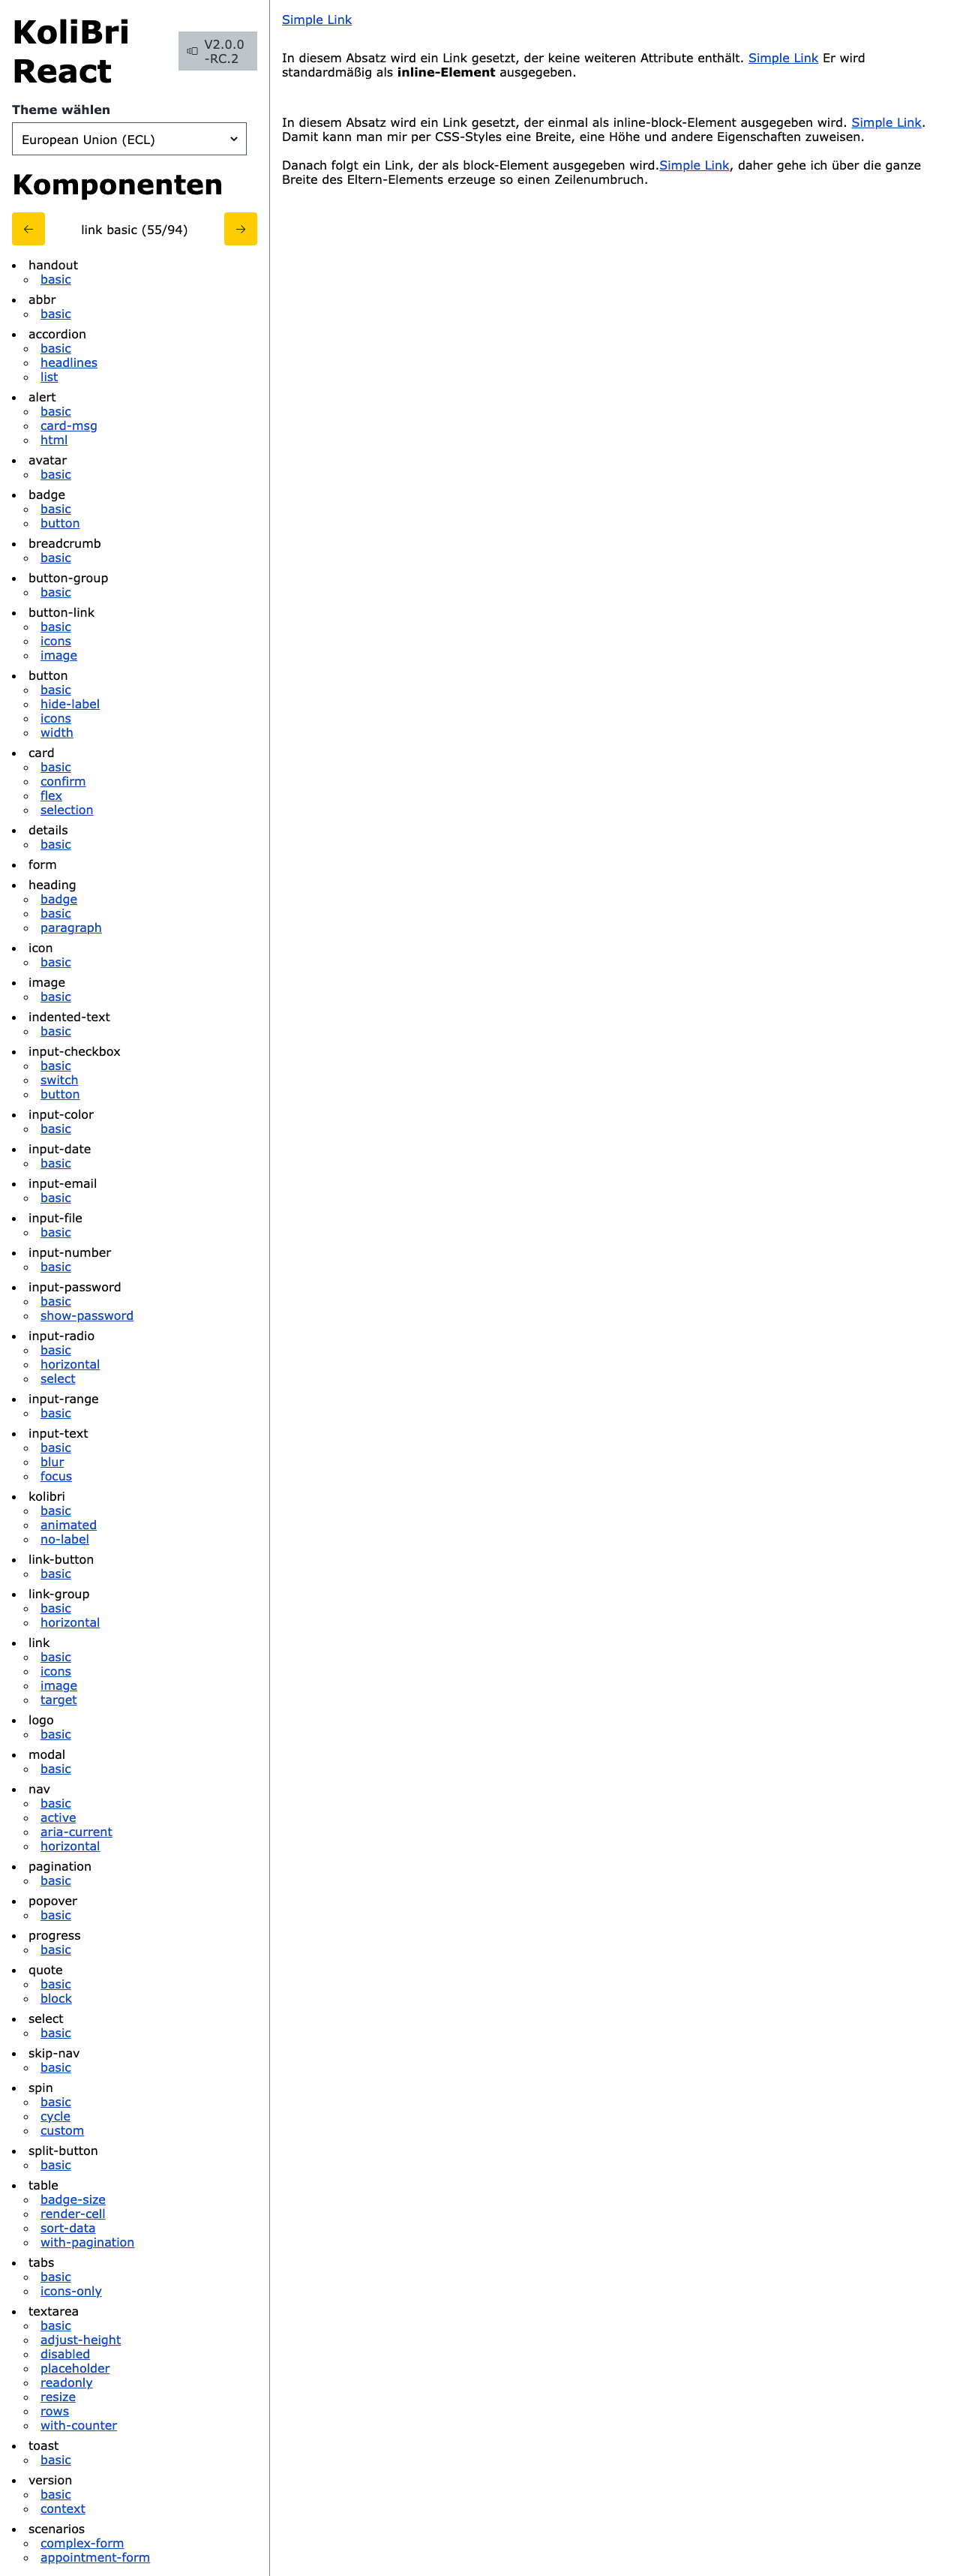 KoliBri
React
V2.0.0
-RC.2
Theme wählen
European Union (ECL)
Komponenten
←
link basic (55/94)
→
handout
basic
abbr
basic
accordion
basic
headlines
list
alert
basic
card-msg
html
avatar
basic
badge
basic
button
breadcrumb
basic
button-group
basic
button-link
basic
icons
image
button
basic
hide-label
icons
width
card
basic
confirm
flex
selection
details
basic
form
heading
badge
basic
paragraph
icon
basic
image
basic
indented-text
basic
input-checkbox
basic
switch
button
input-color
basic
input-date
basic
input-email
basic
input-file
basic
input-number
basic
input-password
basic
show-password
input-radio
basic
horizontal
select
input-range
basic
input-text
basic
blur
focus
kolibri
basic
animated
no-label
link-button
basic
link-group
basic
horizontal
link
basic
icons
image
target
logo
basic
modal
basic
nav
basic
active
aria-current
horizontal
pagination
basic
popover
basic
progress
basic
quote
basic
block
select
basic
skip-nav
basic
spin
basic
cycle
custom
split-button
basic
table
badge-size
render-cell
sort-data
with-pagination
tabs
basic
icons-only
textarea
basic
adjust-height
disabled
placeholder
readonly
resize
rows
with-counter
toast
basic
version
basic
context
scenarios
complex-form
appointment-form
Simple Link
In diesem Absatz wird ein Link gesetzt, der keine weiteren Attribute enthält. Simple Link Er wird
standardmäßig als inline-Element ausgegeben.
In diesem Absatz wird ein Link gesetzt, der einmal als inline-block-Element ausgegeben wird. Simple Link.
Damit kann man mir per CSS-Styles eine Breite, eine Höhe und andere Eigenschaften zuweisen.
Danach folgt ein Link, der als block-Element ausgegeben wird.Simple Link, daher gehe ich über die ganze
Breite des Eltern-Elements erzeuge so einen Zeilenumbruch.